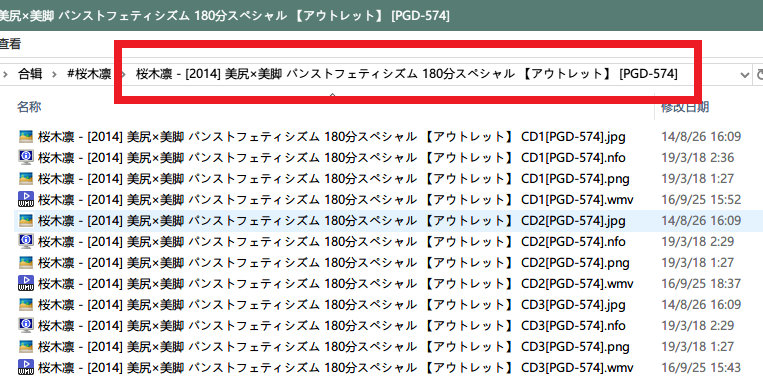 美尻×美脚 パンストフェティシズム 180分スペシャル 【アウトレット】 [PGD-574]
查看
合辑 › #桜木凛 › 桜木凛 - [2014] 美尻×美脚 パンストフェティシズム 180分スペシャル 【アウトレット】 [PGD-574]
名称 修改日期
桜木凛 - [2014] 美尻×美脚 パンストフェティシズム 180分スペシャル 【アウトレット】 CD1[PGD-574].jpg 14/8/26 16:09
桜木凛 - [2014] 美尻×美脚 パンストフェティシズム 180分スペシャル 【アウトレット】 CD1[PGD-574].nfo 19/3/18 2:36
桜木凛 - [2014] 美尻×美脚 パンストフェティシズム 180分スペシャル 【アウトレット】 CD1[PGD-574].png 19/3/18 1:27
WMV 桜木凛 - [2014] 美尻×美脚 パンストフェティシズム 180分スペシャル 【アウトレット】 CD1[PGD-574].wmv 16/9/25 15:52
桜木凛 - [2014] 美尻×美脚 パンストフェティシズム 180分スペシャル 【アウトレット】 CD2[PGD-574].jpg 14/8/26 16:09
桜木凛 - [2014] 美尻×美脚 パンストフェティシズム 180分スペシャル 【アウトレット】 CD2[PGD-574].nfo 19/3/18 2:29
桜木凛 - [2014] 美尻×美脚 パンストフェティシズム 180分スペシャル 【アウトレット】 CD2[PGD-574].png 19/3/18 1:27
WMV 桜木凛 - [2014] 美尻×美脚 パンストフェティシズム 180分スペシャル 【アウトレット】 CD2[PGD-574].wmv 16/9/25 18:37
桜木凛 - [2014] 美尻×美脚 パンストフェティシズム 180分スペシャル 【アウトレット】 CD3[PGD-574].jpg 14/8/26 16:09
桜木凛 - [2014] 美尻×美脚 パンストフェティシズム 180分スペシャル 【アウトレット】 CD3[PGD-574].nfo 19/3/18 2:29
桜木凛 - [2014] 美尻×美脚 パンストフェティシズム 180分スペシャル 【アウトレット】 CD3[PGD-574].png 19/3/18 1:27
WMV 桜木凛 - [2014] 美尻×美脚 パンストフェティシズム 180分スペシャル 【アウトレット】 CD3[PGD-574].wmv 16/9/25 15:43